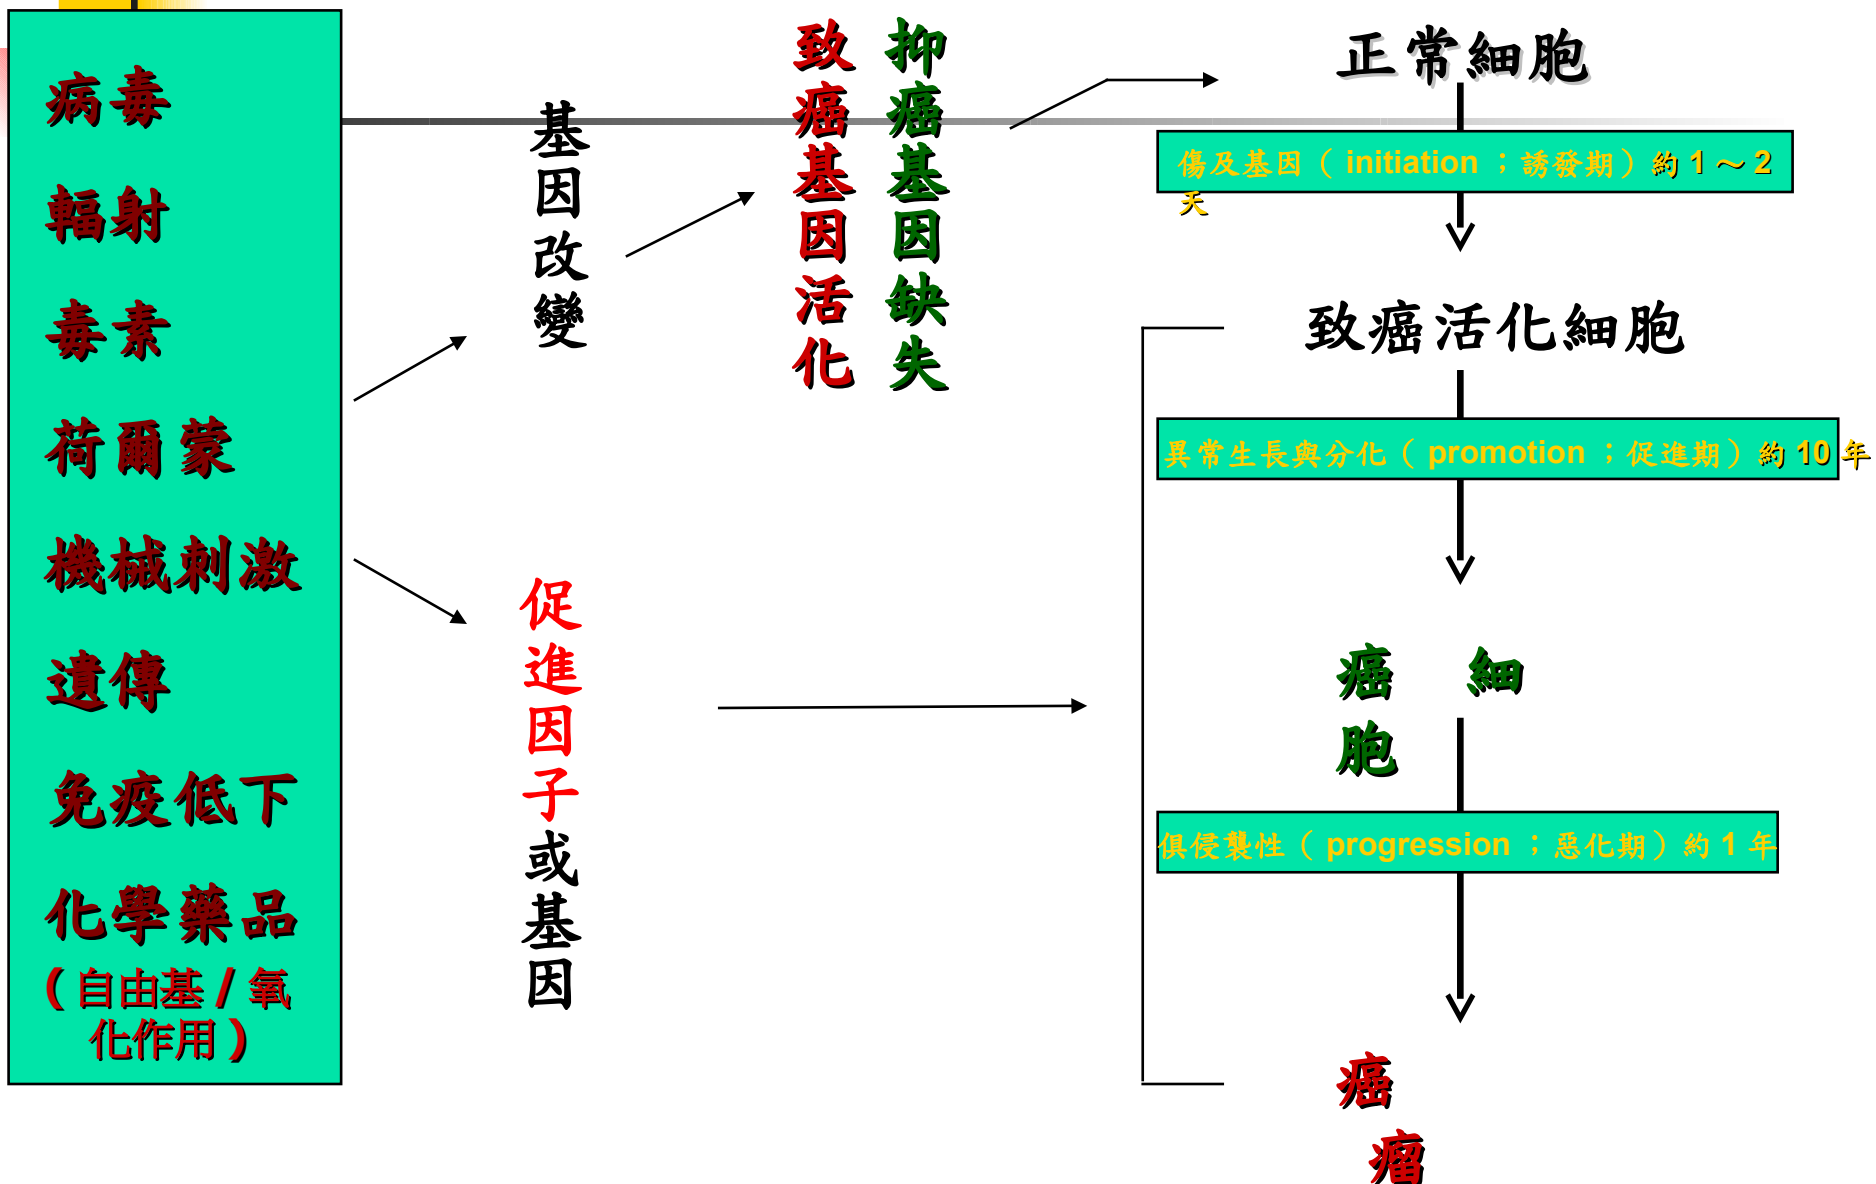 病毒
輻射
毒素
荷爾蒙
機械刺激
遺傳
免疫低下
化學藥品
(自由基/氧
化作用)
基因改變
促進因子或基因
致癌基因活化
抑癌基因缺失
正常細胞
傷及基因（initiation；誘發期）約1～2
天
致癌活化細胞
異常生長與分化（promotion；促進期）約10年
癌 細
胞
俱侵襲性（progression；惡化期）約1年
癌
瘤